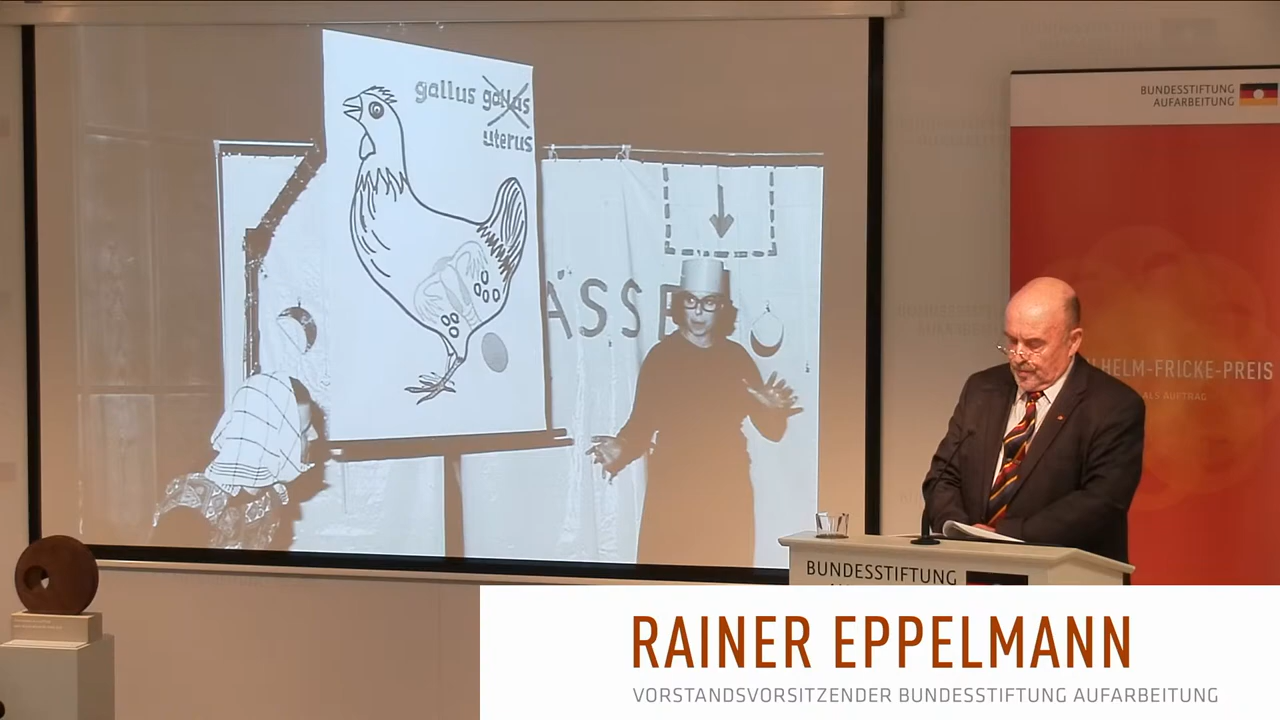 gallus gallus
uterus
ÄSSE
BUNDESSTIFTUNG
AUFARBEITUNG
HELM-FRICKE-PREIS
ALS AUFTRAG
BUNDESSTIFTUNG
RAINER EPPELMANN
VORSTANDSVORSITZENDER BUNDESSTIFTUNG AUFARBEITUNG